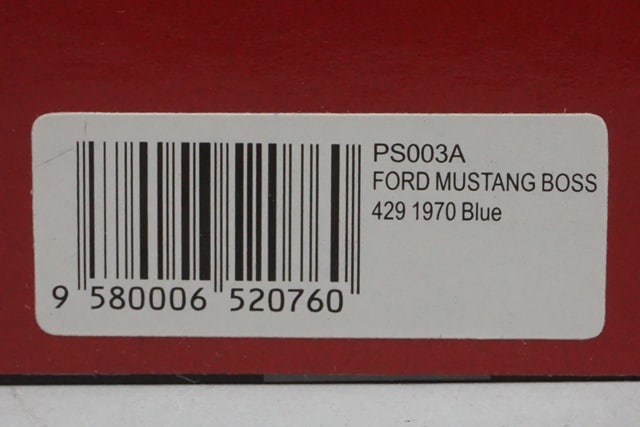 PS003A
FORD MUSTANG BOSS
429 1970 Blue
9 580006 520760